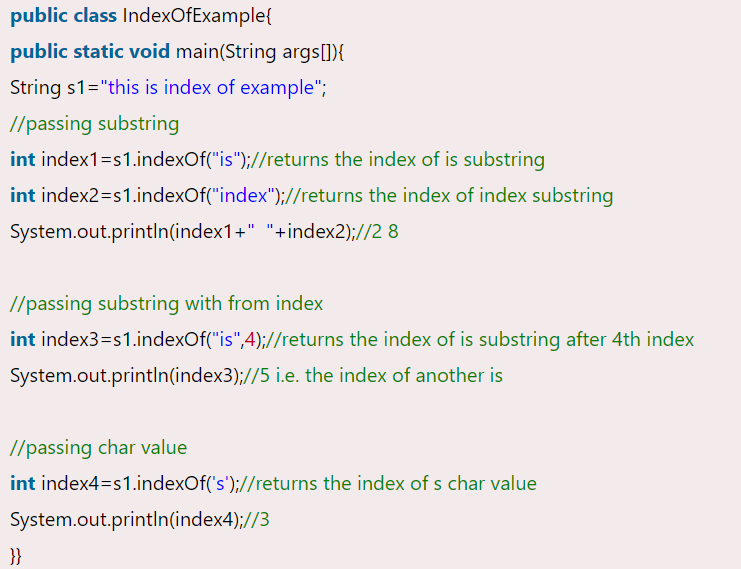 public class IndexOfExample{
public static void main(String args[]){
String s1="this is index of example";
//passing substring
int index1=s1.indexOf("is");//returns the index of is substring
int index2=s1.indexOf("index");//returns the index of index substring
System.out.println(index1+"  "+index2);//2 8
//passing substring with from index
int index3=s1.indexOf("is",4);//returns the index of is substring after 4th index
System.out.println(index3);//5 i.e. the index of another is
//passing char value
int index4=s1.indexOf('s');//returns the index of s char value
System.out.println(index4);//3
}}